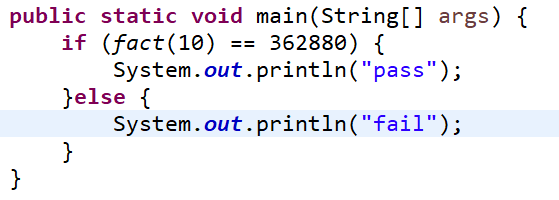 public static void main(String[] args) {
    if (fact(10) == 362880) {
        System.out.println("pass");
    }else {
        System.out.println("fail");
    }
}